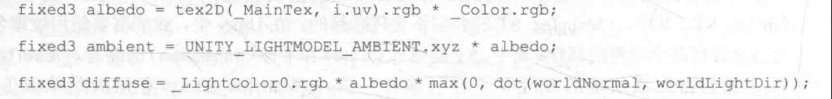 fixed3 albedo = tex2D(_MainTex, i.uv).rgb * _Color.rgb;
fixed3 ambient = UNITY_LIGHTMODEL_AMBIENT.xyz * albedo;
fixed3 diffuse = _LightColor0.rgb * albedo * max(0, dot(worldNormal, worldLightDir));